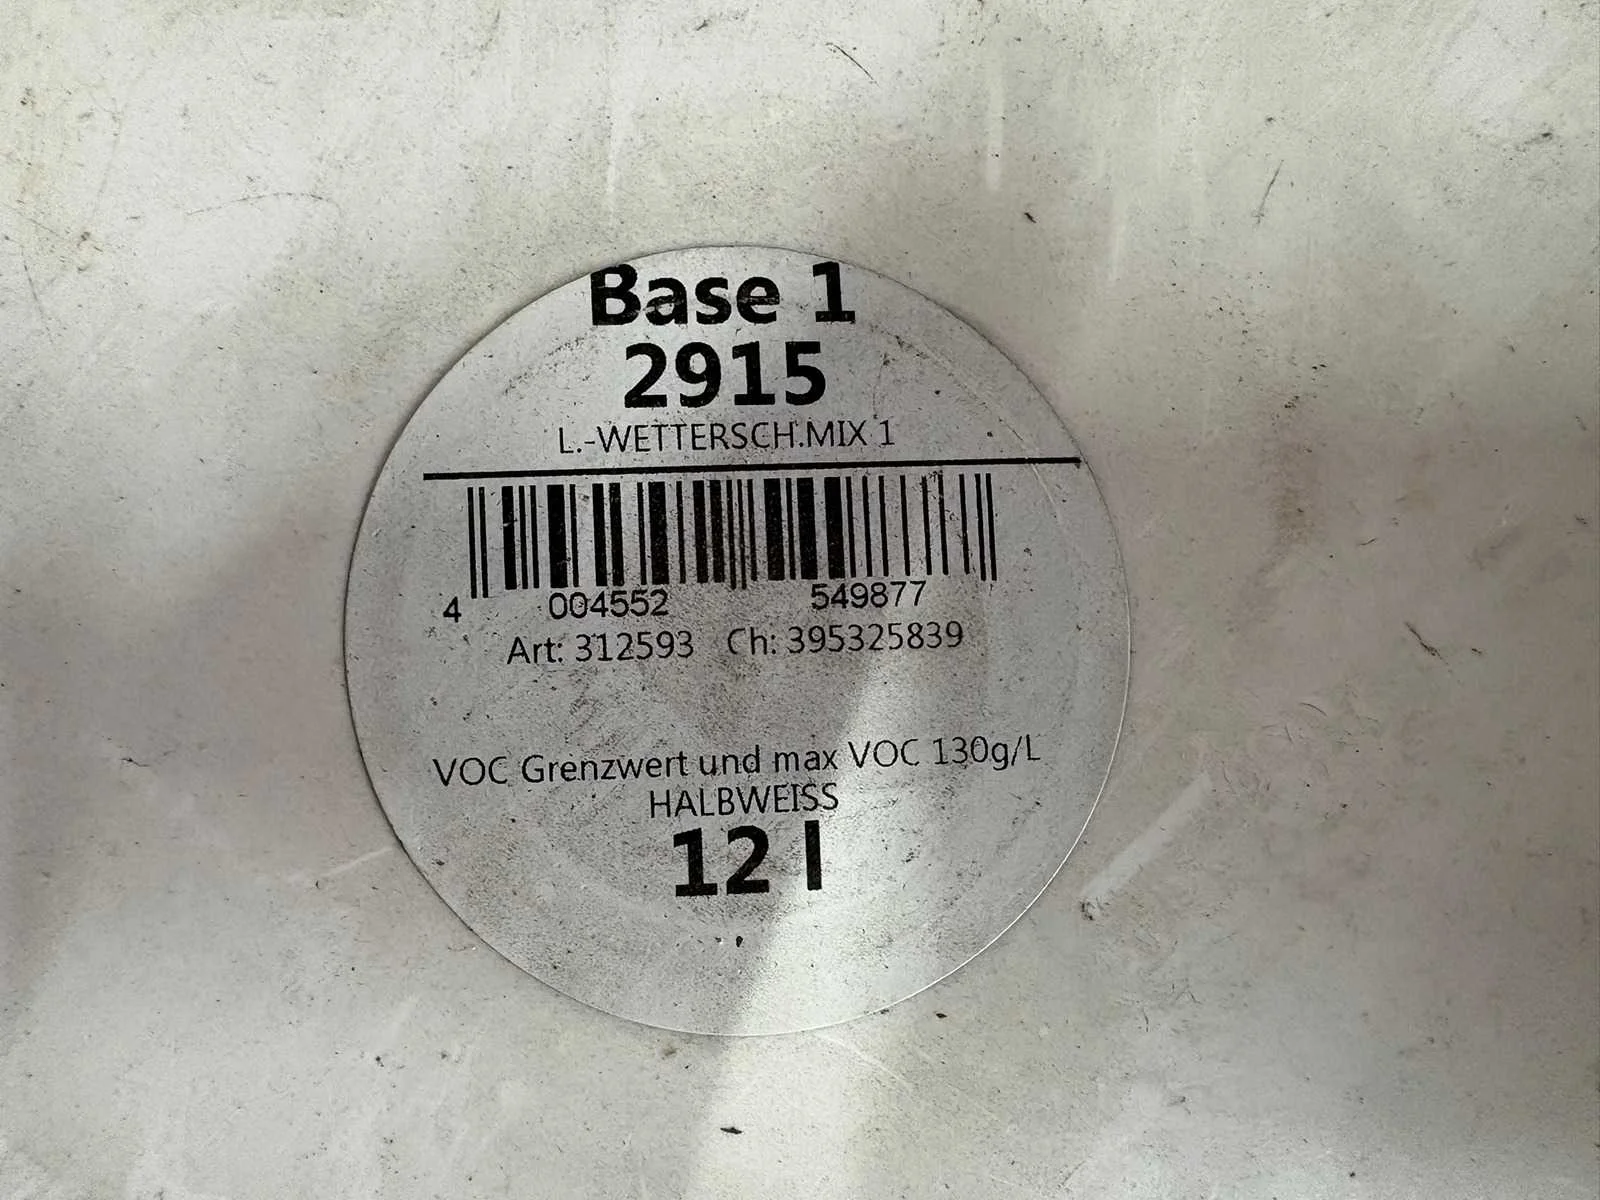 Base 1
2915
L.-WETTERSCH.MIX 1
4 004552 549877
Art: 312593 Ch: 395325839
VOC Grenzwert und max VOC 130g/L
HALBWEISS
12 l